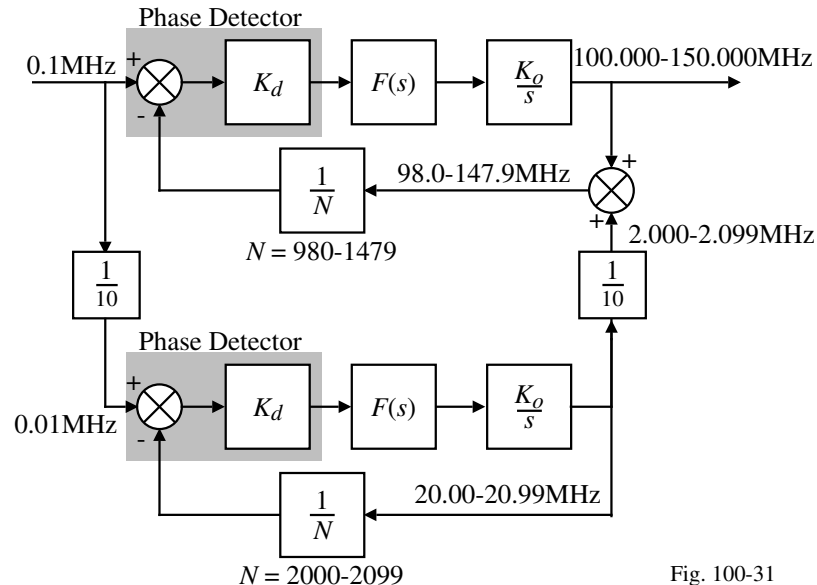 Phase Detector
0.1MHz
+
-
K_d
F(s)
K_o
s
100.000-150.000MHz
1
N
98.0-147.9MHz
+
+
N = 980-1479
2.000-2.099MHz
1
10
1
10
Phase Detector
+
-
0.01MHz
K_d
F(s)
K_o
s
1
N
20.00-20.99MHz
N = 2000-2099
Fig. 100-31